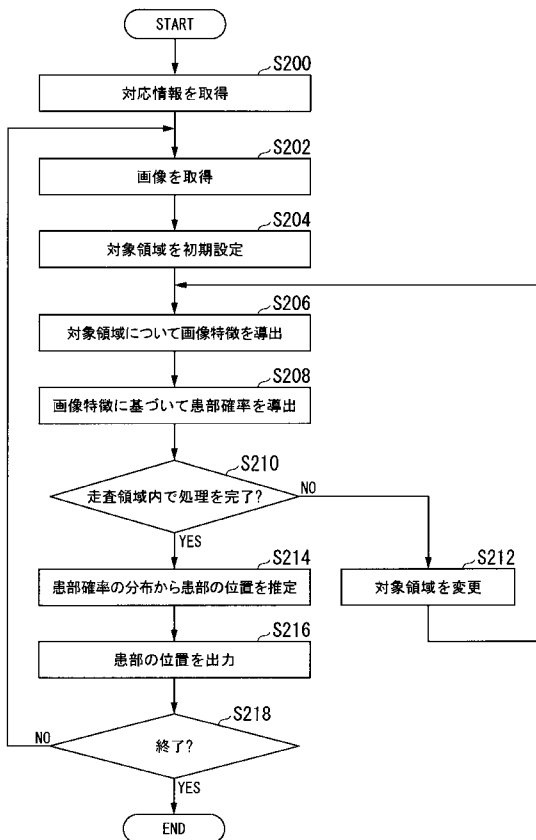 START
S200
対応情報を取得
S202
画像を取得
S204
対象領域を初期設定
S206
対象領域について画像特徴を導出
S208
画像特徴に基づいて患部確率を導出
S210
走査領域内で処理を完了?
NO
YES
S212
対象領域を変更
S214
患部確率の分布から患部の位置を推定
S216
患部の位置を出力
S218
終了?
NO
YES
END